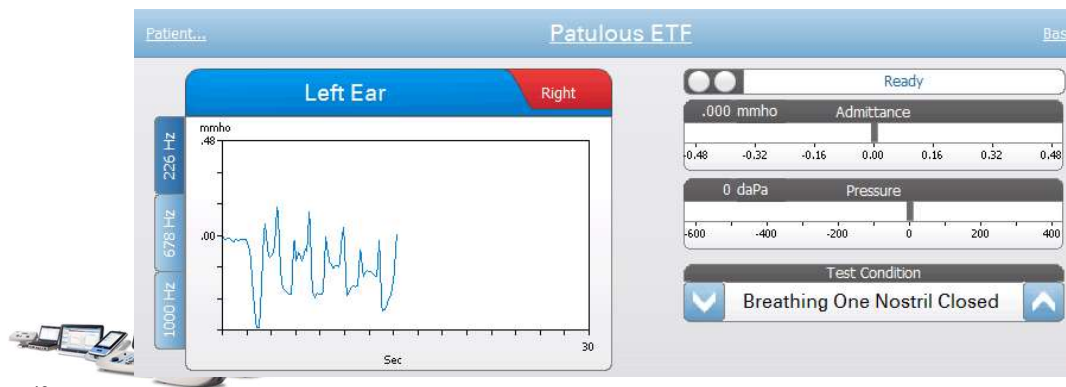 Patient...
Patulous ETF
Left Ear
Right
226 Hz
678 Hz
1000 Hz
mmho
.48
.00
30
Sec
Ready
.000 mmho Admittance
-0.48 -0.32 -0.16 0.00 0.16 0.32 0.48
0 daPa Pressure
-600 -400 -200 0 200 400
Test Condition
Breathing One Nostril Closed